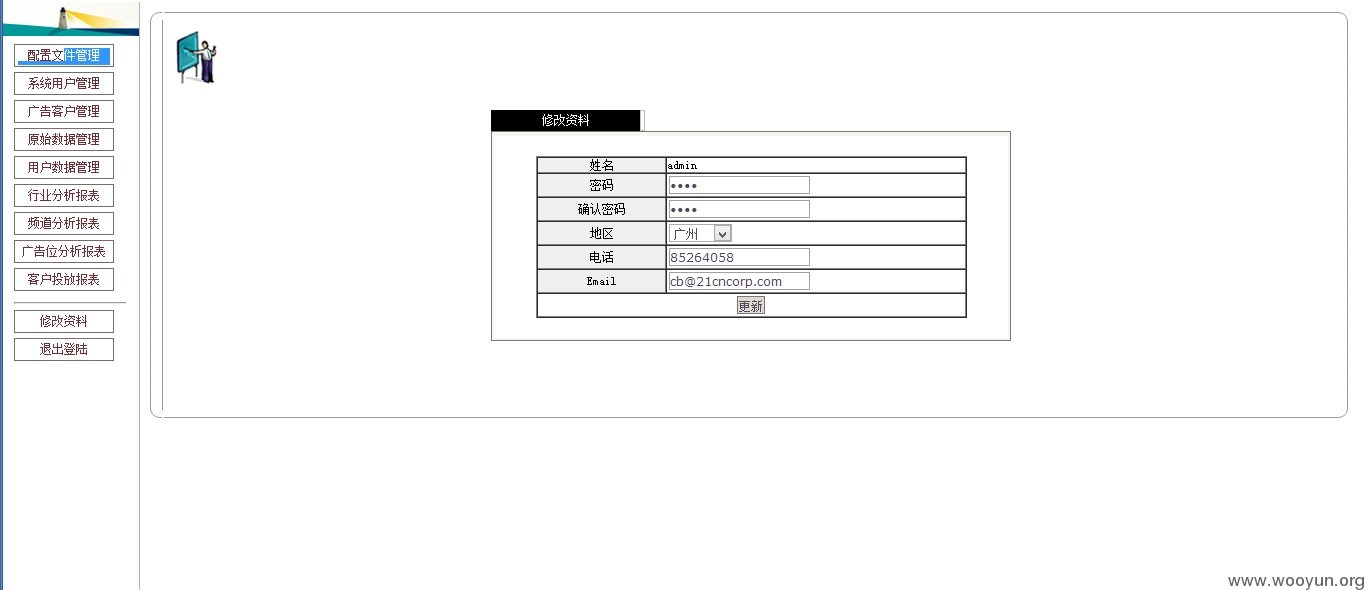 配置文件管理
系统用户管理
广告客户管理
原始数据管理
用户数据管理
行业分析报表
频道分析报表
广告位分析报表
客户投放报表
修改资料
退出登陆
修改资料
姓名 admin
密码 ••••
确认密码 ••••
地区 广州
电话 85264058
Email cb@21cncorp.com
更新
www.wooyun.org